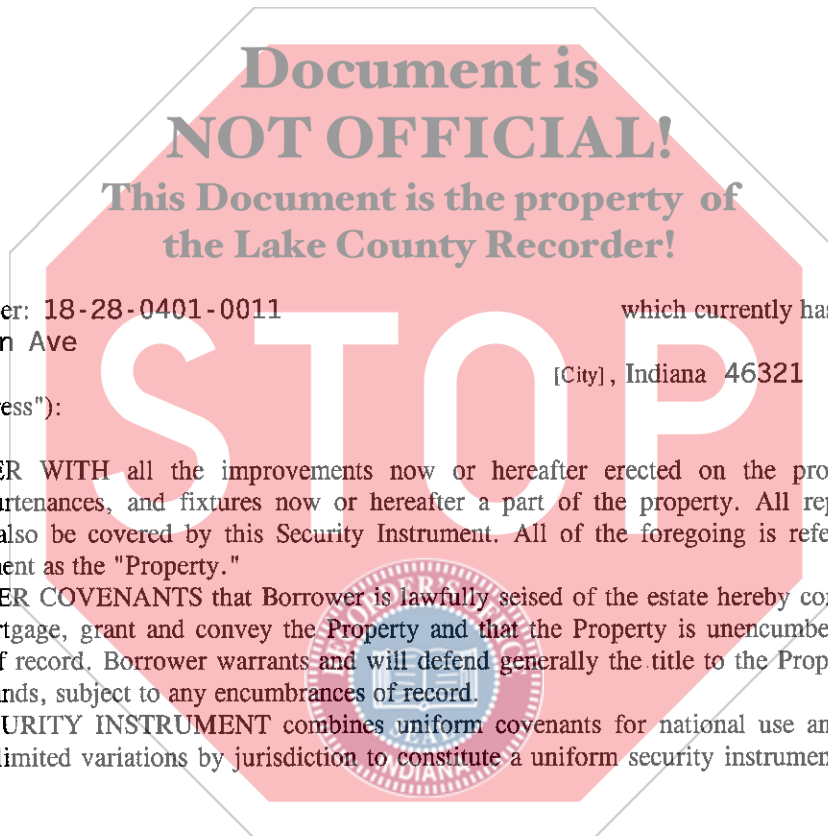 Document is
NOT OFFICIAL!
This Document is the property of
the Lake County Recorder!
er: 18-28-0401-0011 which currently has
n Ave
[City], Indiana 46321
ress"):
STOP
ER WITH all the improvements now or hereafter erected on the pro
urtenances, and fixtures now or hereafter a part of the property. All rep
also be covered by this Security Instrument. All of the foregoing is refe
ent as the "Property."
ER COVENANTS that Borrower is lawfully seised of the estate hereby co
rtgage, grant and convey the Property and that the Property is unencumbe
f record. Borrower warrants and will defend generally the title to the Prop
nds, subject to any encumbrances of record.
URITY INSTRUMENT combines uniform covenants for national use an
limited variations by jurisdiction to constitute a uniform security instrumen
RECORDER'S
SEAL
INDIANA